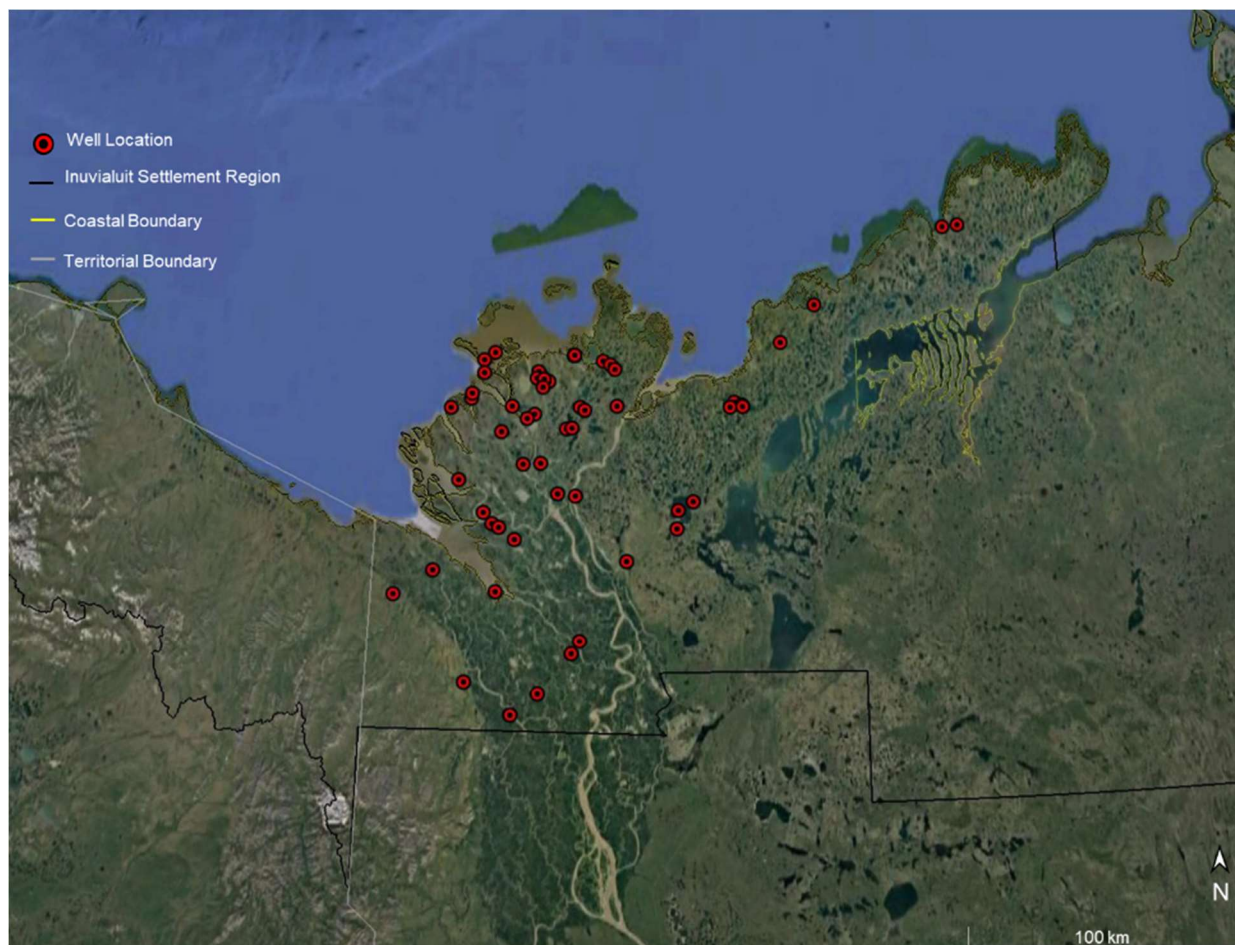 Well Location
Inuvialuit Settlement Region
Coastal Boundary
Territorial Boundary
N
100 km